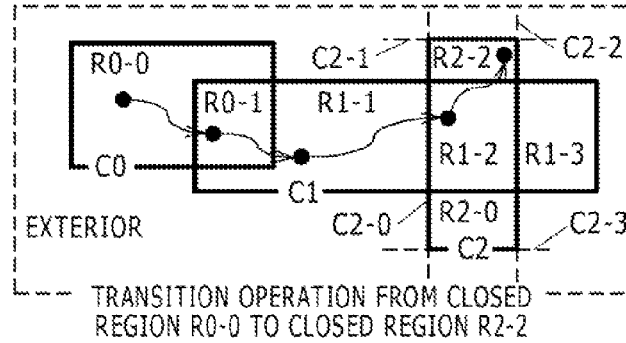 C2-1
C2-2
R0-0
R2-2
R0-1
R1-1
R1-2
R1-3
C0
C1
R2-0
EXTERIOR
C2-0
C2
C2-3
TRANSITION OPERATION FROM CLOSED
REGION R0-0 TO CLOSED REGION R2-2